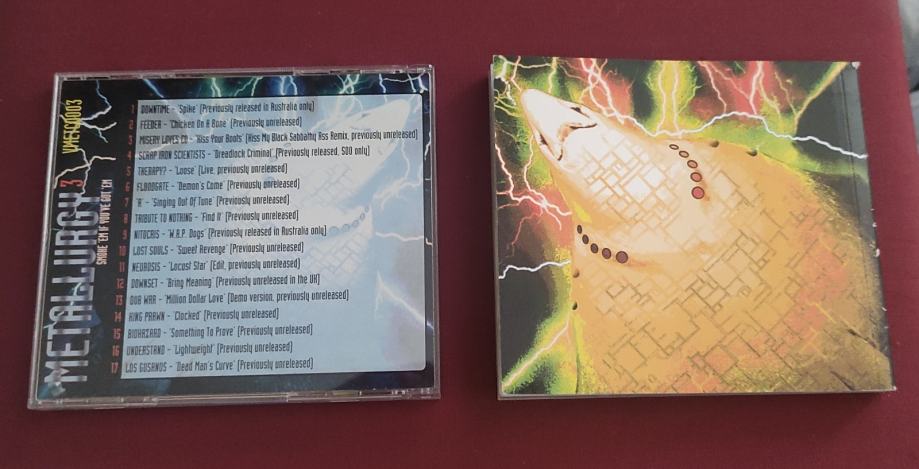 VMETCD003
METALLURGY 3
SMOKE 'EM IF YOU'VE GOT 'EM
1 DOWNTIME - 'Spike' (Previously released in Australia only)
2 FEEDER - 'Chicken On A Bone' (Previously unreleased)
3 MISERY LOVES CO - 'Kiss Your Boots' (Kiss My Black Sabbathy Ass Remix, previously unreleased)
4 SCRAP IRON SCIENTISTS - 'Breadlock Criminal' (Previously released, 500 only)
5 THERAPY? - 'Loose' (Live, previously unreleased)
6 FLOODGATE - 'Demon's Come' (Previously unreleased)
7 'A' - 'Singing Out Of Tune' (Previously unreleased)
8 TRIBUTE TO NOTHING - 'Find It' (Previously unreleased)
9 NITOCRIS - 'W.A.P. Dogs' (Previously released in Australia only)
10 LOST SOULS - 'Sweet Revenge' (Previously unreleased)
11 NEUROSIS - 'Locust Star' (Edit, previously unreleased)
12 DOWNSET - 'Bring Meaning' (Previously unreleased in the UK)
13 DUB WAR - 'Million Dollar Love' (Demo version, previously unreleased)
14 KING PRAWN - 'Clocked' (Previously unreleased)
15 BIOHAZARD - 'Something To Prove' (Previously unreleased)
16 UNDERSTAND - 'Lightweight' (Previously unreleased)
17 LOS GUSANOS - 'Dead Man's Curve' (Previously unreleased)